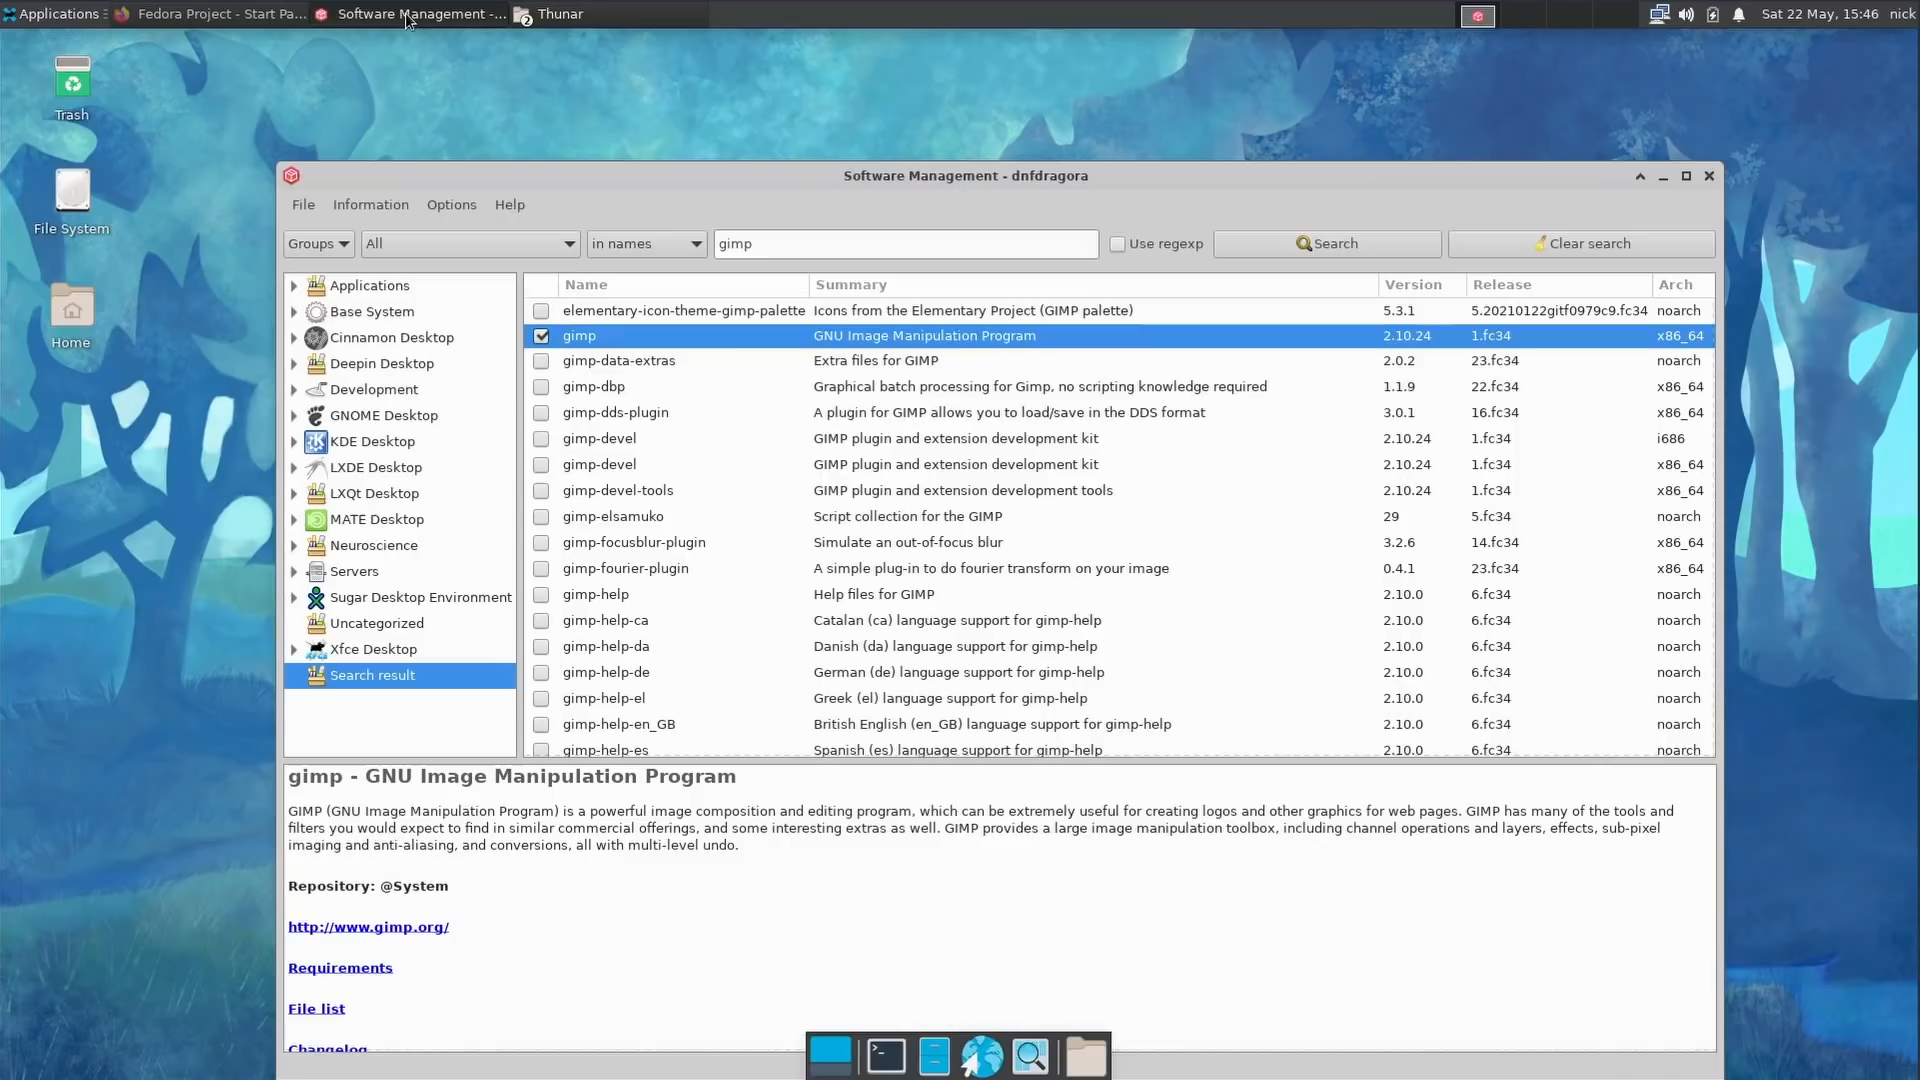 Applications
Fedora Project - Start Pa...
Software Management -...
2
Thunar
Sat 22 May, 15:46
nick
Trash
File System
Home
Software Management - dnfdragora
File Information Options Help
Groups All in names gimp Use regexp Search Clear search
Applications
Base System
Cinnamon Desktop
Deepin Desktop
Development
GNOME Desktop
KDE Desktop
LXDE Desktop
LXQt Desktop
MATE Desktop
Neuroscience
Servers
Sugar Desktop Environment
Uncategorized
Xfce Desktop
Search result
Name Summary Version Release Arch
elementary-icon-theme-gimp-palette Icons from the Elementary Project (GIMP palette) 5.3.1 5.20210122gitf0979c9.fc34 noarch
gimp GNU Image Manipulation Program 2.10.24 1.fc34 x86_64
gimp-data-extras Extra files for GIMP 2.0.2 23.fc34 noarch
gimp-dbp Graphical batch processing for Gimp, no scripting knowledge required 1.1.9 22.fc34 x86_64
gimp-dds-plugin A plugin for GIMP allows you to load/save in the DDS format 3.0.1 16.fc34 x86_64
gimp-devel GIMP plugin and extension development kit 2.10.24 1.fc34 i686
gimp-devel GIMP plugin and extension development kit 2.10.24 1.fc34 x86_64
gimp-devel-tools GIMP plugin and extension development tools 2.10.24 1.fc34 x86_64
gimp-elsamuko Script collection for the GIMP 29 5.fc34 noarch
gimp-focusblur-plugin Simulate an out-of-focus blur 3.2.6 14.fc34 x86_64
gimp-fourier-plugin A simple plug-in to do fourier transform on your image 0.4.1 23.fc34 x86_64
gimp-help Help files for GIMP 2.10.0 6.fc34 noarch
gimp-help-ca Catalan (ca) language support for gimp-help 2.10.0 6.fc34 noarch
gimp-help-da Danish (da) language support for gimp-help 2.10.0 6.fc34 noarch
gimp-help-de German (de) language support for gimp-help 2.10.0 6.fc34 noarch
gimp-help-el Greek (el) language support for gimp-help 2.10.0 6.fc34 noarch
gimp-help-en_GB British English (en_GB) language support for gimp-help 2.10.0 6.fc34 noarch
gimp-help-es Spanish (es) language support for gimp-help 2.10.0 6.fc34 noarch
gimp - GNU Image Manipulation Program
GIMP (GNU Image Manipulation Program) is a powerful image composition and editing program, which can be extremely useful for creating logos and other graphics for web pages. GIMP has many of the tools and
filters you would expect to find in similar commercial offerings, and some interesting extras as well. GIMP provides a large image manipulation toolbox, including channel operations and layers, effects, sub-pixel
imaging and anti-aliasing, and conversions, all with multi-level undo.
Repository: @System
http://www.gimp.org/
Requirements
File list
Changelog